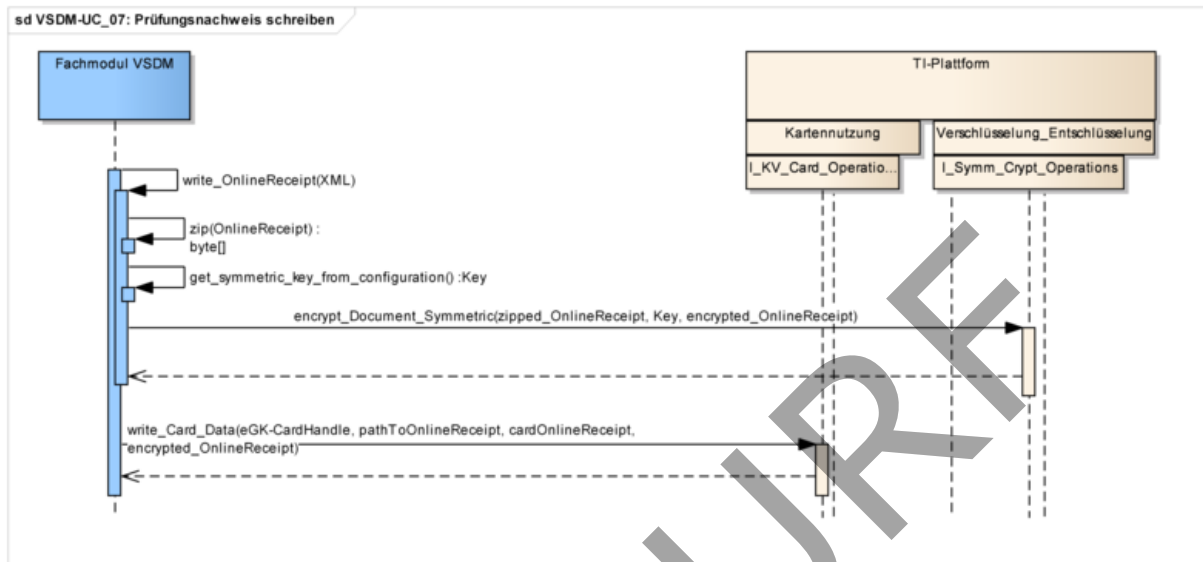 sd VSDM-UC_07: Prüfungsnachweis schreiben
Fachmodul VSDM
TI-Plattform
Kartennutzung
Verschlüsselung_Entschlüsselung
I_KV_Card_Operatio...
I_Symm_Crypt_Operations
write_OnlineReceipt(XML)
zip(OnlineReceipt) :
byte[]
get_symmetric_key_from_configuration() :Key
encrypt_Document_Symmetric(zipped_OnlineReceipt, Key, encrypted_OnlineReceipt)
write_Card_Data(eGK-CardHandle, pathToOnlineReceipt, cardOnlineReceipt,
encrypted_OnlineReceipt)
URF